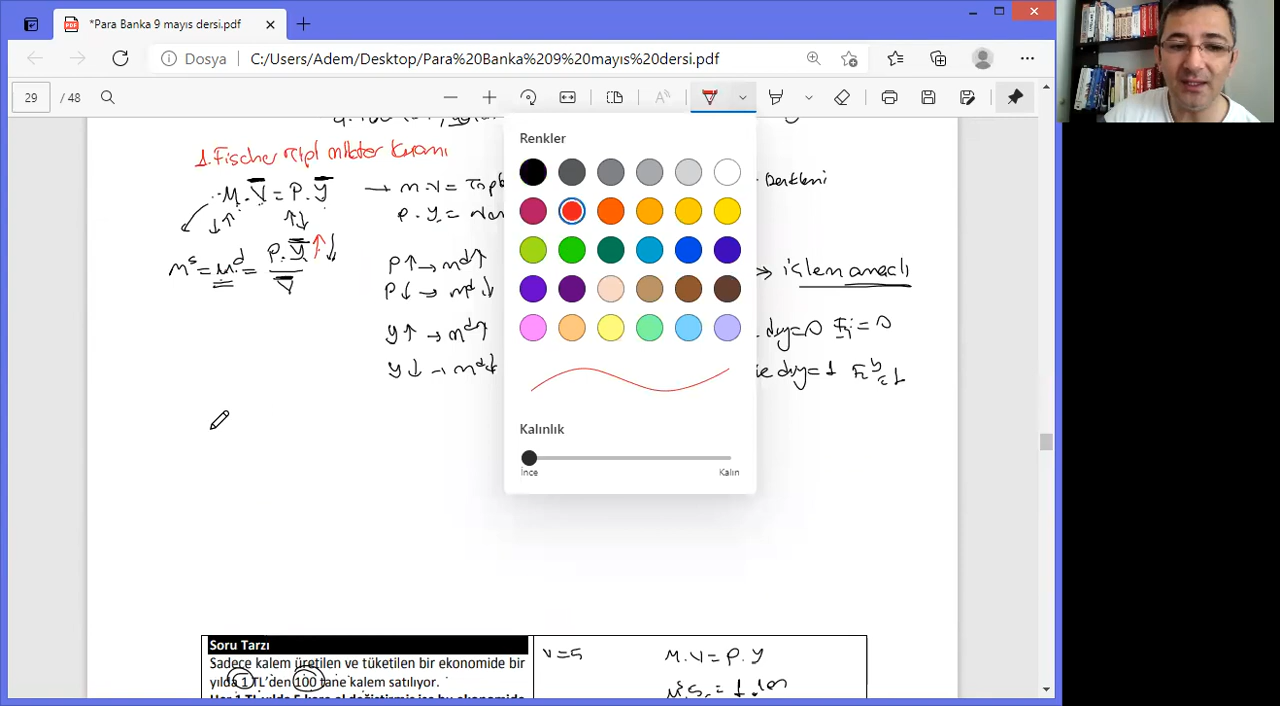 *Para Banka 9 mayıs dersi.pdf
Dosya
C:/Users/Adem/Desktop/Para%20Banka%209%20mayıs%20dersi.pdf
29 / 48
Renkler
1. Fischer tipi miktar kuramı
M.V = P.Y
→ M.V =
P.Y =
Denklemi
Mˢ = Mᵈ = P.Y / V
P↑ → Mᵈ↑
P↓ → Mᵈ↓
→ işlem amaçlı
Y↑ → Mᵈ↑
Y↓ → Mᵈ↓
Kalınlık
İnce
Kalın
Soru Tarzı
Sadece kalem üretilen ve tüketilen bir ekonomide bir
yılda 1 TL'den 100 tane kalem satılıyor.
V=5
M.V = P.Y